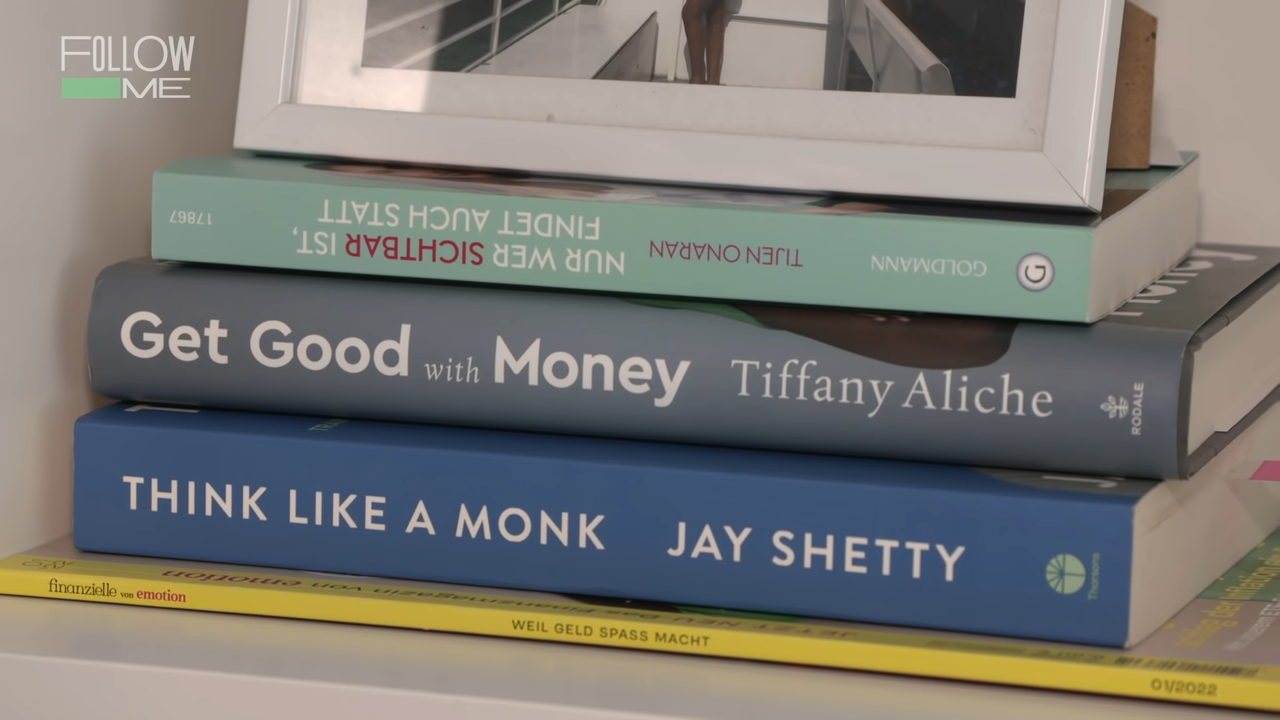 FOLLOW
ME
NUR WER SICHTBAR IST,
FINDET AUCH STATT
TIJEN ONARAN
GOLDMANN
G
17867
Get Good with Money Tiffany Aliche
RODALE
THINK LIKE A MONK JAY SHETTY
Thorsons
finanzielle von emotion
WEIL GELD SPASS MACHT
01/2022